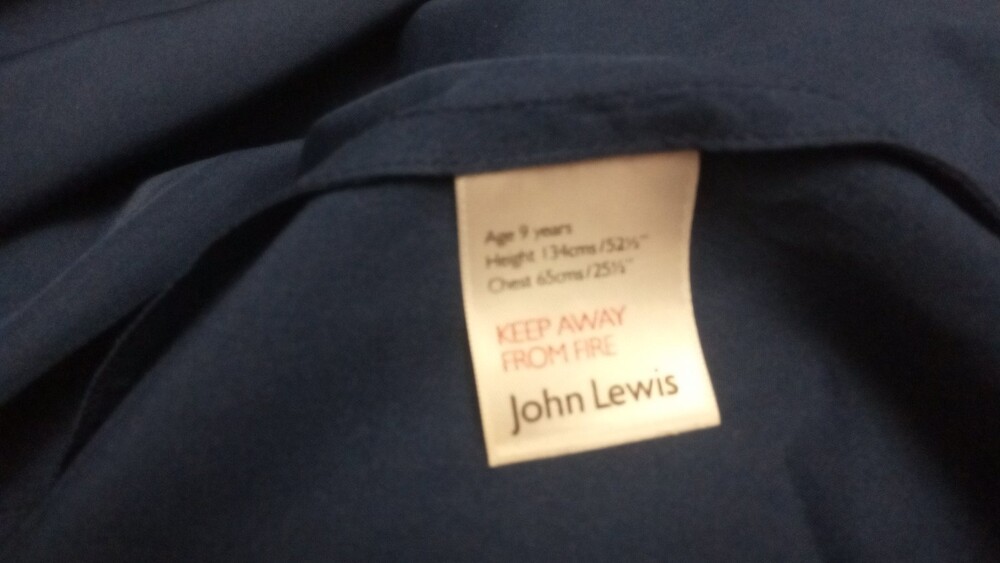 Age 9 years
Height 134cms/52½"
Chest 65cms/25½"
KEEP AWAY
FROM FIRE
John Lewis